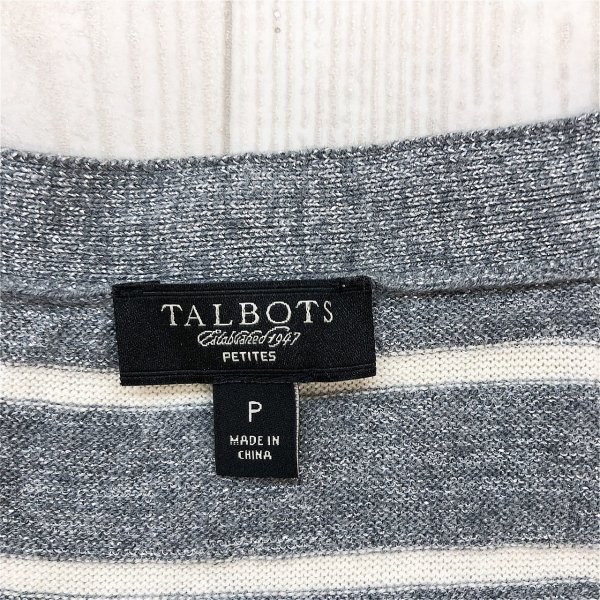 TALBOTS
Established 1947
PETITES
P
MADE IN
CHINA